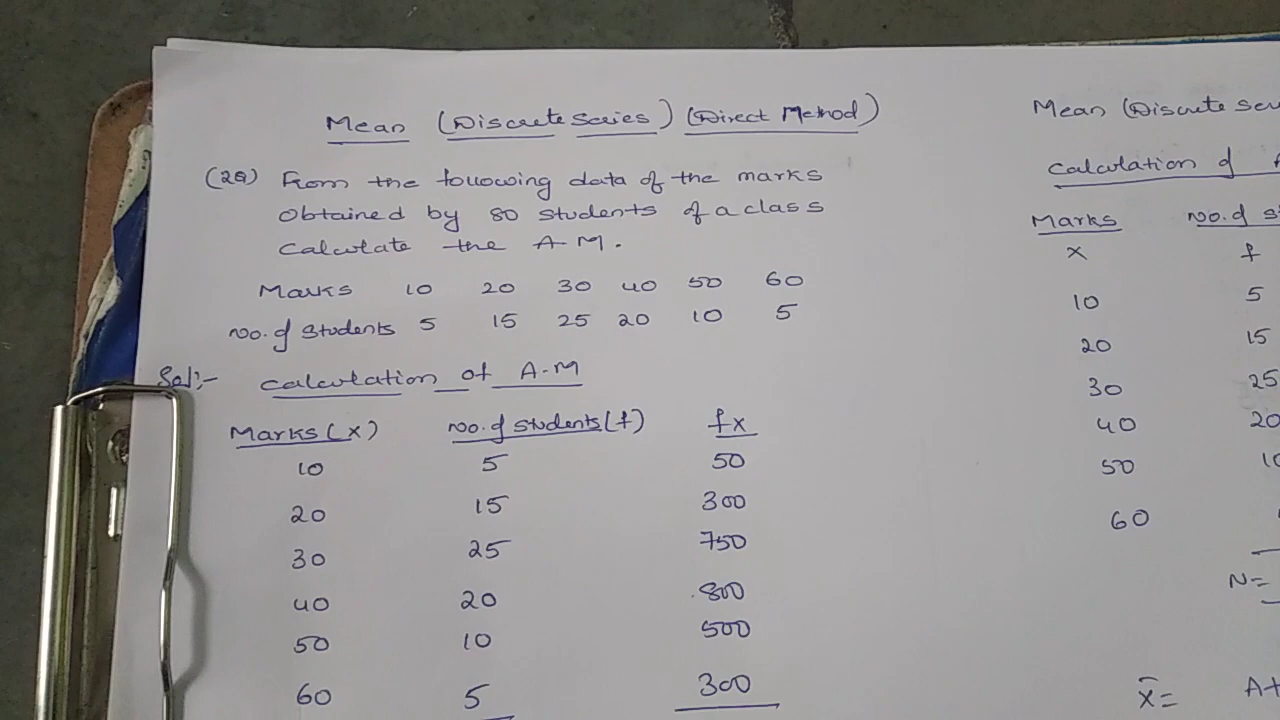 Mean (Discrete Series) (Direct Method)
(2Q) From the following data of the marks
obtained by 80 students of a class
Calculate the A-M.
Marks 10 20 30 40 50 60
No. of Students 5 15 25 20 10 5
Sol:- Calculation of A-M
Marks (X) No. of students (f) fx
10 5 50
20 15 300
30 25 750
40 20 800
50 10 500
60 5 300
Mean (Discrete
Calculation of
Marks No. of
x f
10 5
20 15
30 25
40 20
50
60
N=
x̄= A+